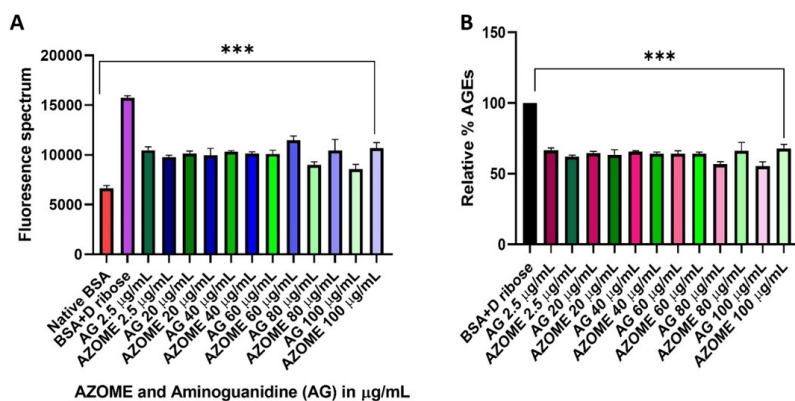 A
***
Fluoresence spectrum
20000
15000
10000
5000
0
Native BSA
BSA+D ribose
AG 2.5 µg/mL
AZOME 2.5 µg/mL
AG 20 µg/mL
AZOME 20 µg/mL
AG 40 µg/mL
AZOME 40 µg/mL
AG 60 µg/mL
AZOME 60 µg/mL
AG 80 µg/mL
AZOME 80 µg/mL
AG 100 µg/mL
AZOME 100 µg/mL
AZOME and Aminoguanidine (AG) in µg/mL
B
***
Relative % AGEs
150
100
50
0
BSA+D ribose
AG 2.5 µg/mL
AZOME 2.5 µg/mL
AG 20 µg/mL
AZOME 20 µg/mL
AG 40 µg/mL
AZOME 40 µg/mL
AG 60 µg/mL
AZOME 60 µg/mL
AG 80 µg/mL
AZOME 80 µg/mL
AG 100 µg/mL
AZOME 100 µg/mL